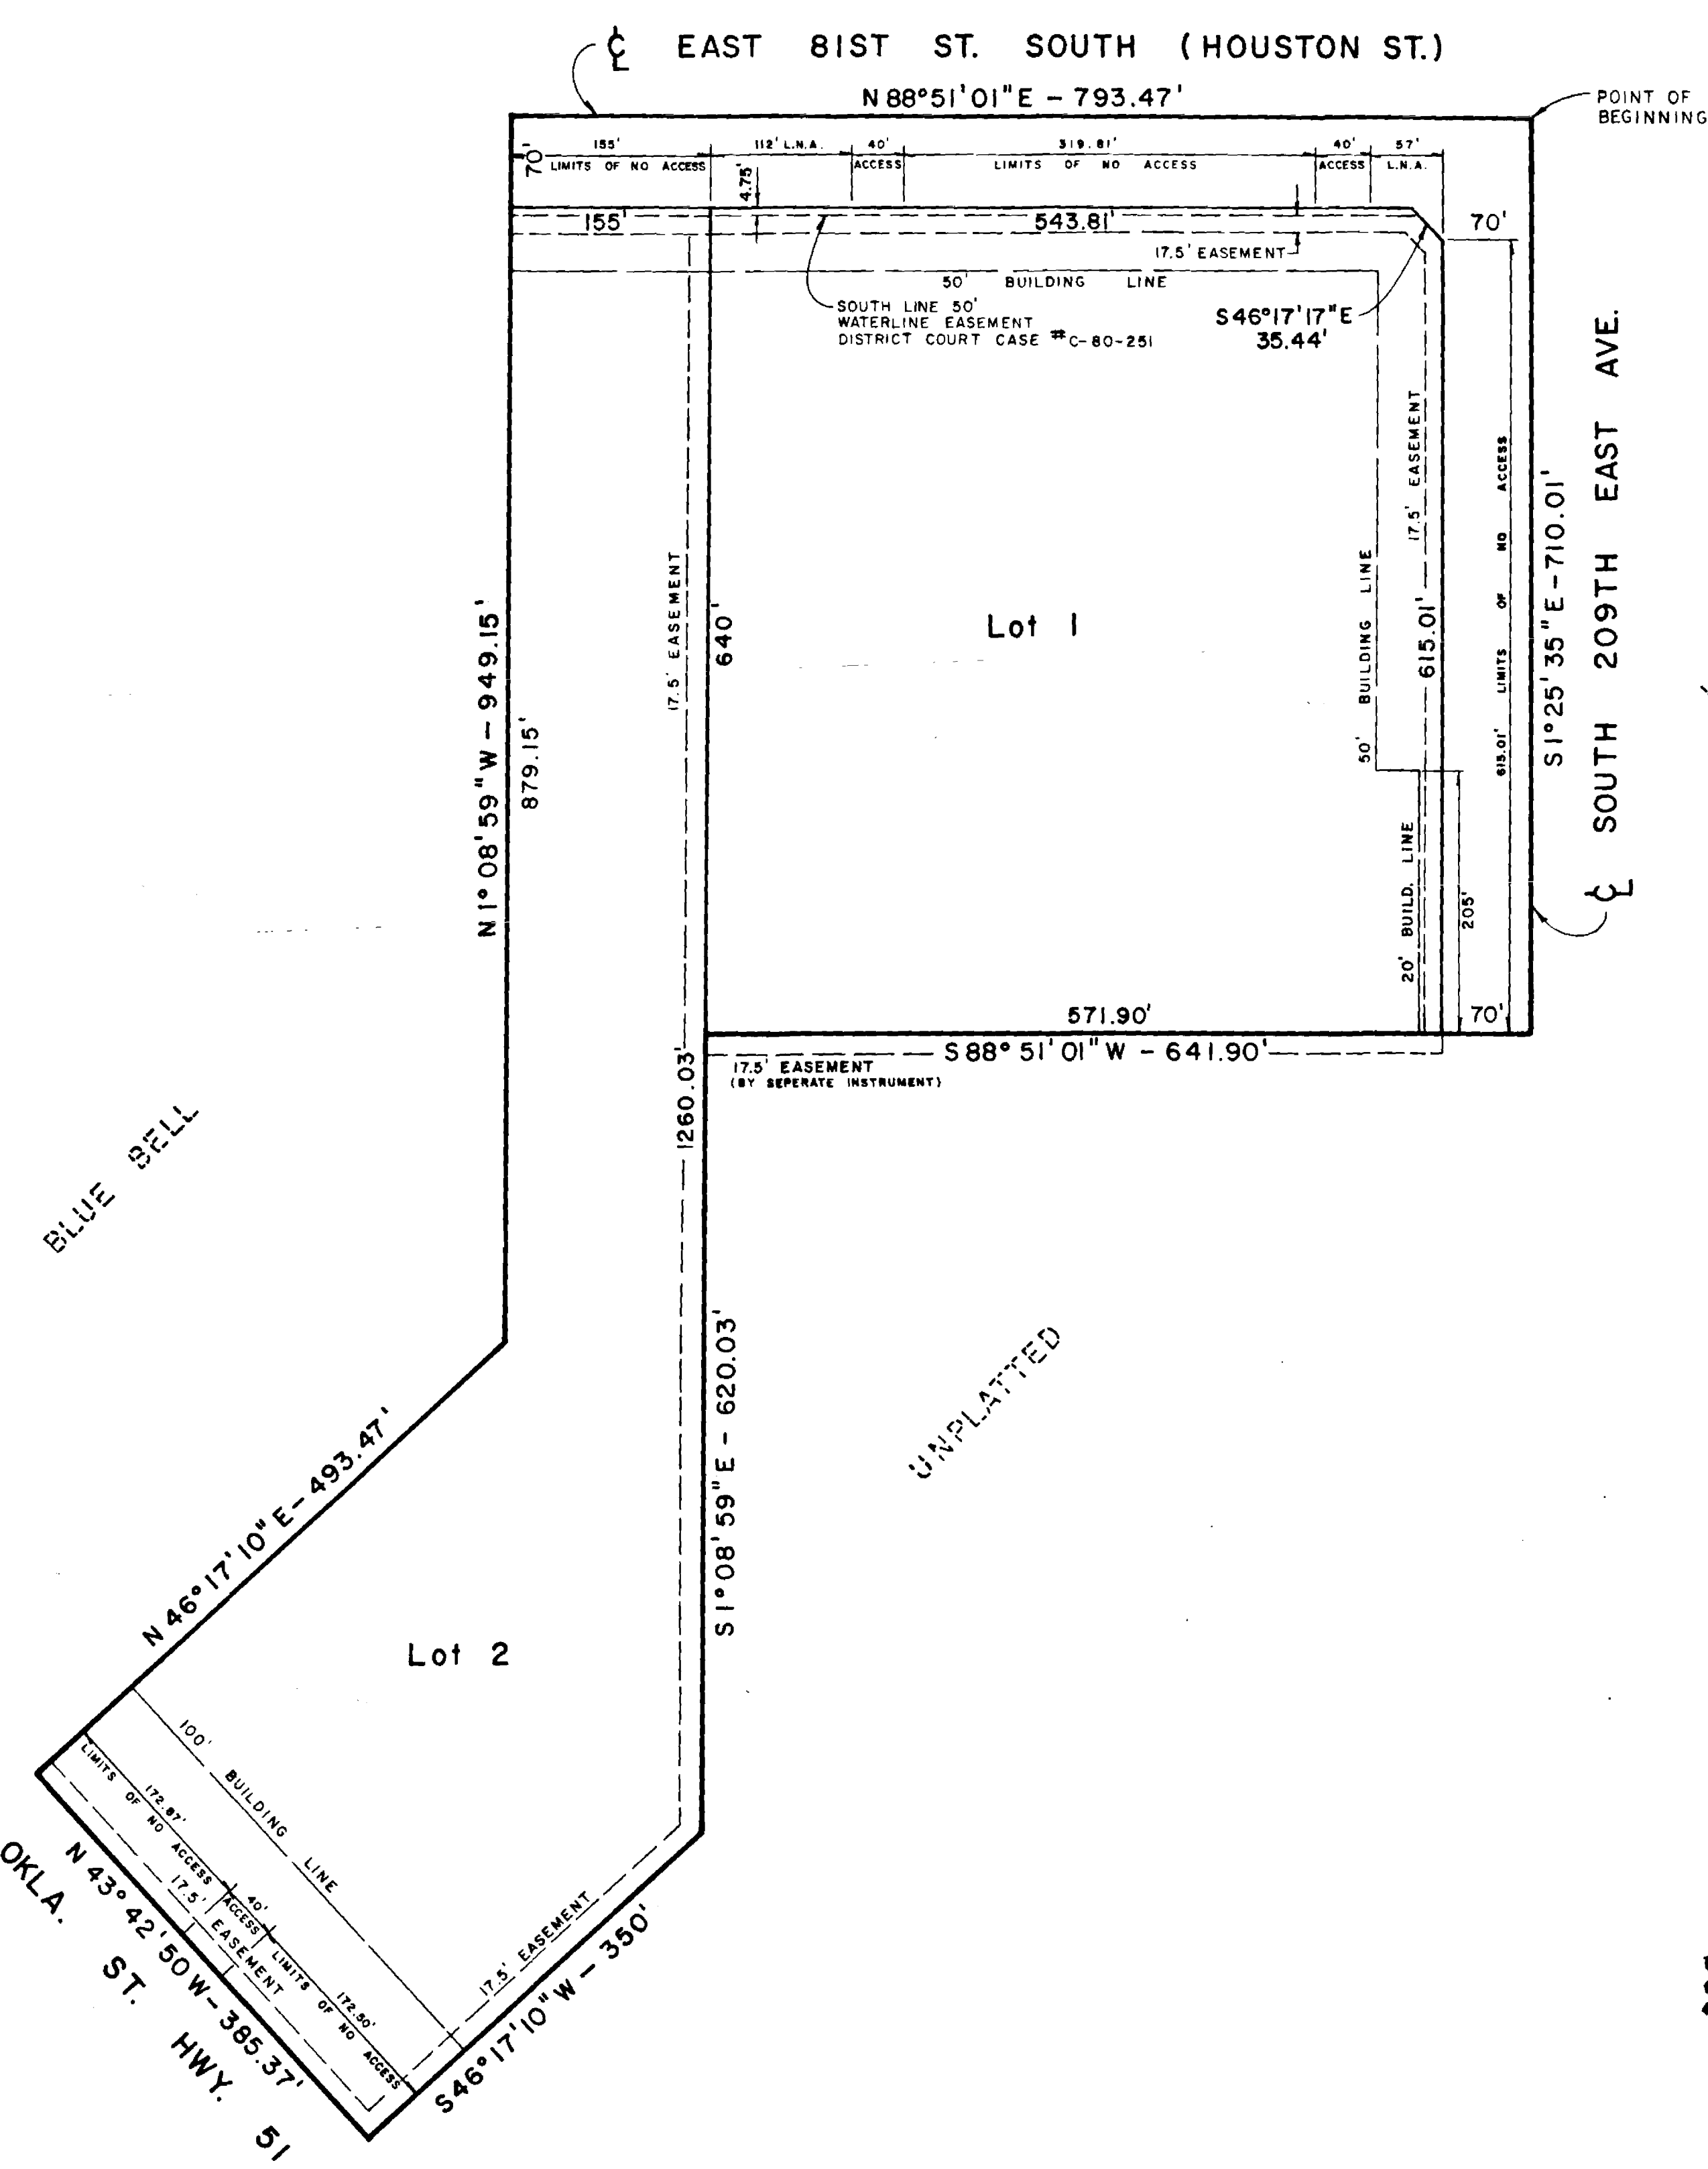 ℄ EAST 81ST ST. SOUTH (HOUSTON ST.)
N 88°51'01"E – 793.47'
POINT OF
BEGINNING
70'
155'
LIMITS OF NO ACCESS
112' L.N.A.
40'
ACCESS
319.81'
LIMITS OF NO ACCESS
40'
ACCESS
57'
L.N.A.
4.75'
155'
543.81'
70'
17.5' EASEMENT
50' BUILDING LINE
SOUTH LINE 50'
WATERLINE EASEMENT
DISTRICT COURT CASE #C-80-251
S46°17'17"E
35.44'
17.5' EASEMENT
640'
Lot 1
50' BUILDING LINE
17.5' EASEMENT
615.01'
615.01' LIMITS OF NO ACCESS
S1°25'35"E – 710.01'
℄ SOUTH 209TH EAST AVE.
N1°08'59"W – 949.15'
879.15'
20' BUILD. LINE
205'
571.90'
70'
S88°51'01"W – 641.90'
17.5' EASEMENT
(BY SEPERATE INSTRUMENT)
1260.03'
BLUE BELL
UNPLATTED
S1°08'59"E – 620.03'
N 46°17'10"E – 493.47'
Lot 2
100' BUILDING LINE
172.87'
LIMITS OF NO ACCESS
40'
ACCESS
172.50'
LIMITS OF NO ACCESS
17.5' EASEMENT
17.5' EASEMENT
N 43°42'50W – 385.37'
S46°17'10"W – 350'
OKLA. ST. HWY. 51